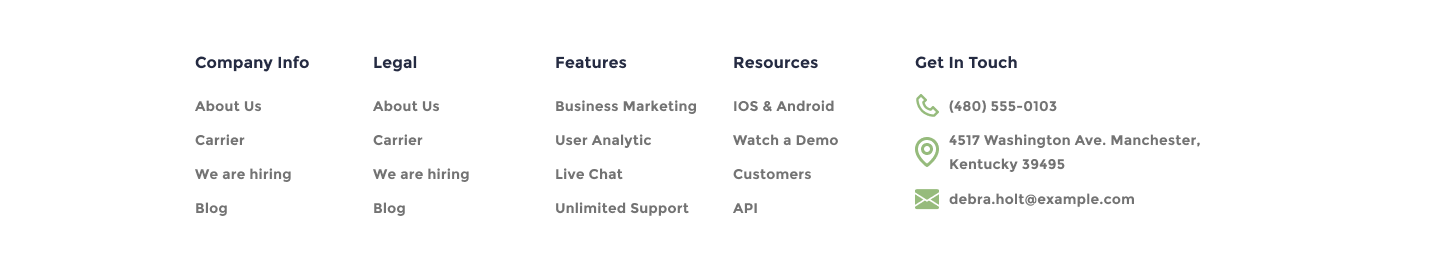 Company Info
About Us
Carrier
We are hiring
Blog
Legal
About Us
Carrier
We are hiring
Blog
Features
Business Marketing
User Analytic
Live Chat
Unlimited Support
Resources
IOS & Android
Watch a Demo
Customers
API
Get In Touch
(480) 555-0103
4517 Washington Ave. Manchester,
Kentucky 39495
debra.holt@example.com